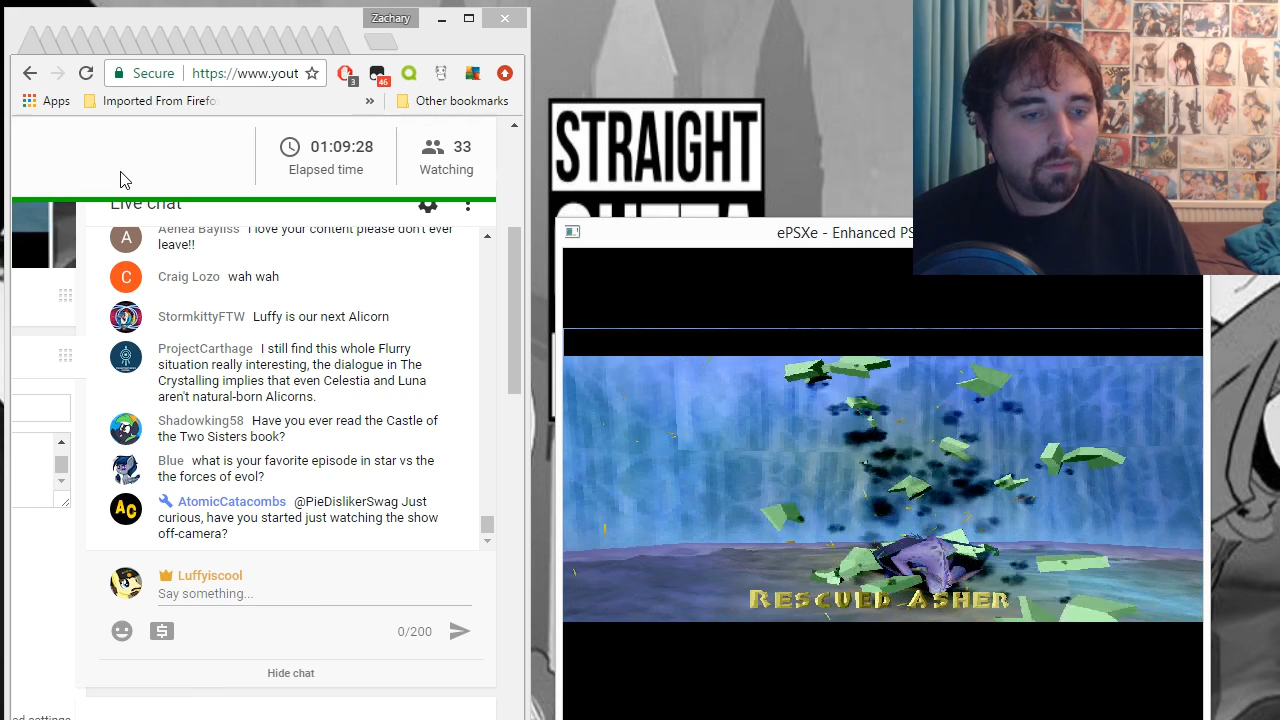 Zachary
Secure https://www.yout
3
46
Apps Imported From Firefo » Other bookmarks
01:09:28 33
Elapsed time Watching
Live chat
A Aenea Bayliss I love your content please don't ever
leave!!
C Craig Lozo wah wah
StormkittyFTW Luffy is our next Alicorn
ProjectCarthage I still find this whole Flurry
situation really interesting, the dialogue in The
Crystalling implies that even Celestia and Luna
aren't natural-born Alicorns.
Shadowking58 Have you ever read the Castle of
the Two Sisters book?
Blue what is your favorite episode in star vs the
the forces of evol?
AC AtomicCatacombs @PieDislikerSwag Just
curious, have you started just watching the show
off-camera?
Luffyiscool
Say something...
0/200
Hide chat
ed settings
STRAIGHT
ePSXe - Enhanced PS
RESCUED ASHER